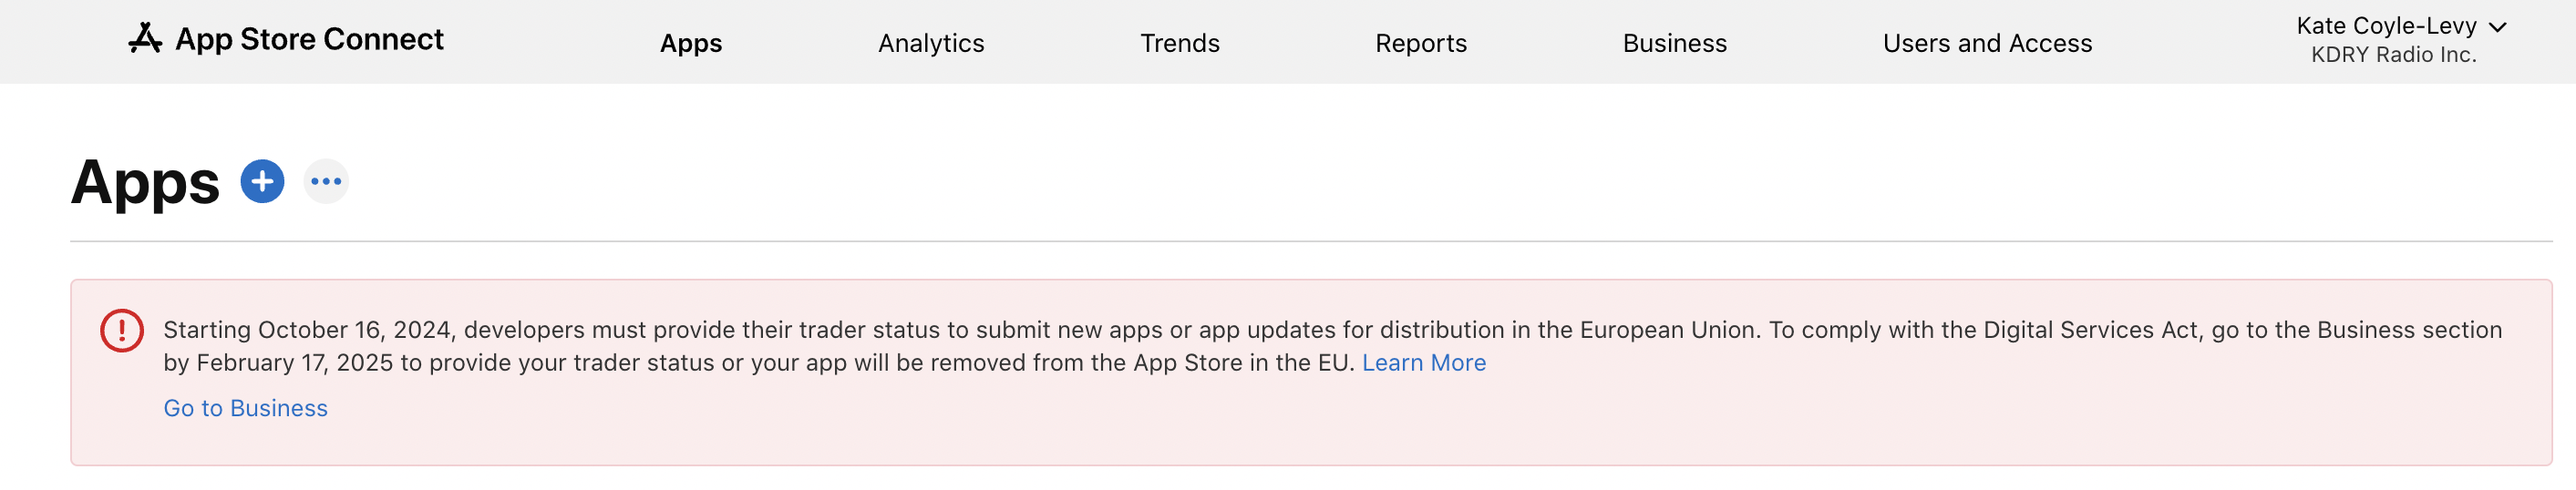 App Store Connect
Apps
Analytics
Trends
Reports
Business
Users and Access
Kate Coyle-Levy
KDRY Radio Inc.
Apps
Starting October 16, 2024, developers must provide their trader status to submit new apps or app updates for distribution in the European Union. To comply with the Digital Services Act, go to the Business section
by February 17, 2025 to provide your trader status or your app will be removed from the App Store in the EU. Learn More
Go to Business